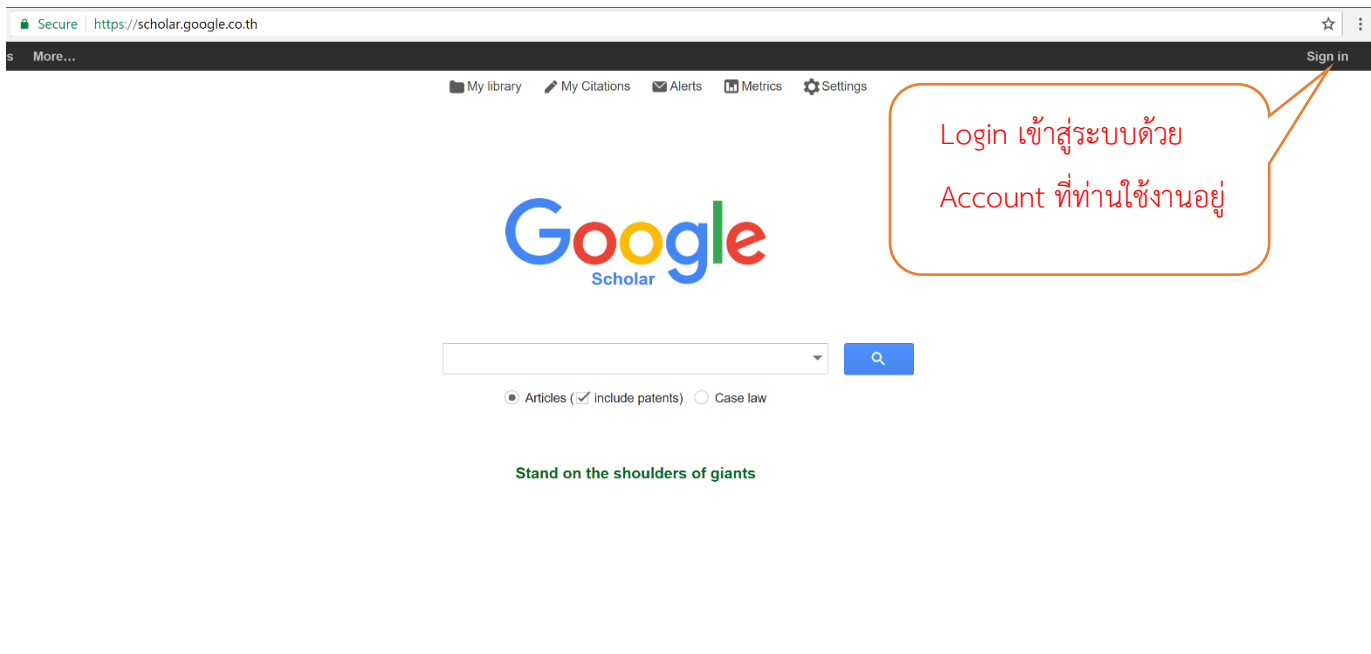 Secure https://scholar.google.co.th
s More... Sign in
My library My Citations Alerts Metrics Settings
Login เข้าสู่ระบบด้วย
Account ที่ท่านใช้งานอยู่
Google
Scholar
Articles (include patents) Case law
Stand on the shoulders of giants